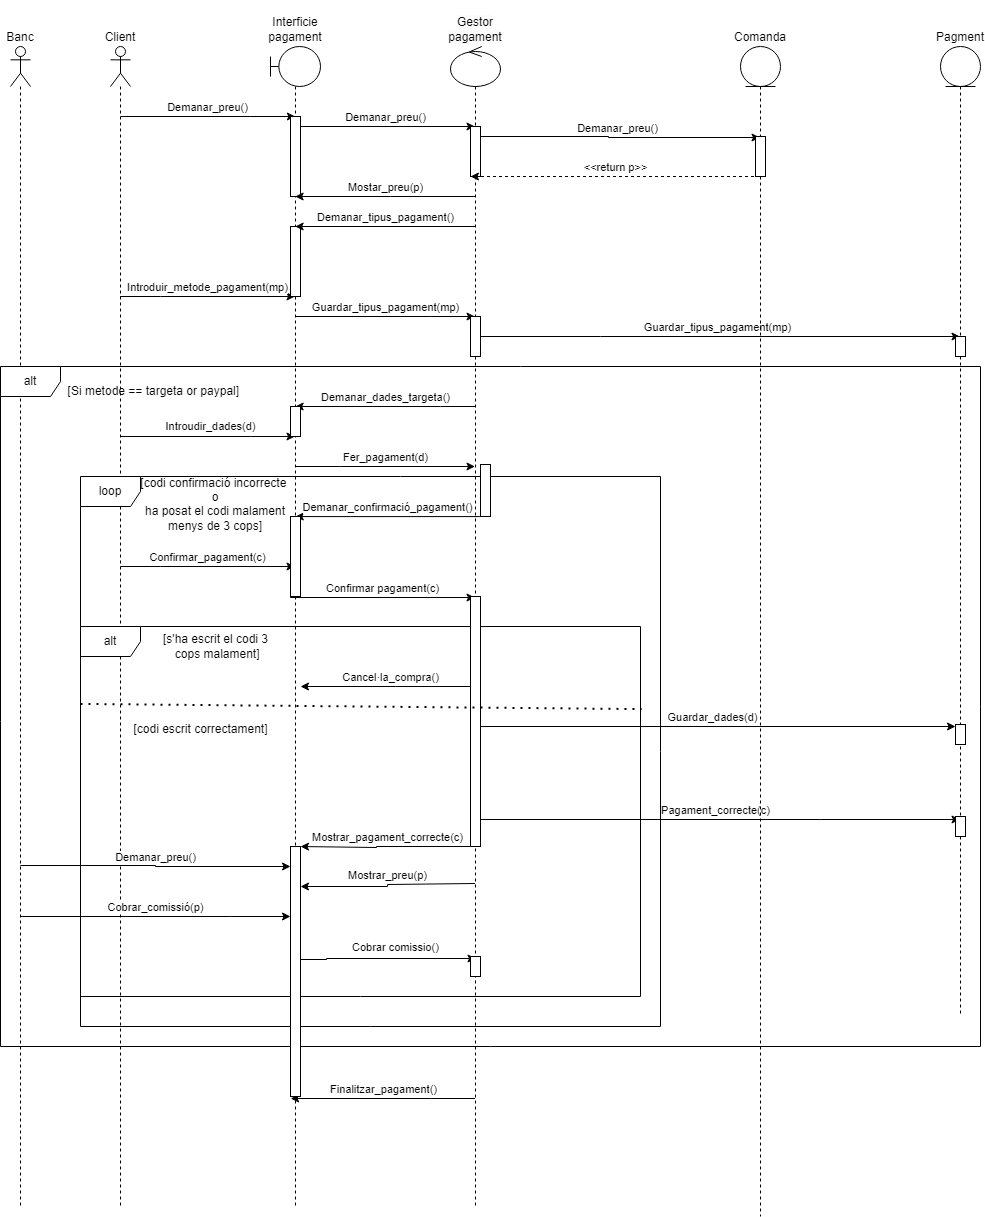 Banc
Client
Interfície
pagament
Gestor
pagament
Comanda
Pagment
Demanar_preu()
Demanar_preu()
Demanar_preu()
<<return p>>
Mostar_preu(p)
Demanar_tipus_pagament()
Introduir_metode_pagament(mp)
Guardar_tipus_pagament(mp)
Guardar_tipus_pagament(mp)
alt
[Si metode == targeta or paypal]
Demanar_dades_targeta()
Introudir_dades(d)
Fer_pagament(d)
loop
[codi confirmació incorrecte
o
ha posat el codi malament
menys de 3 cops]
Demanar_confirmació_pagament()
Confirmar_pagament(c)
Confirmar pagament(c)
alt
[s'ha escrit el codi 3
cops malament]
Cancel·la_compra()
Guardar_dades(d)
[codi escrit correctament]
Pagament_correcte(c)
Mostrar_pagament_correcte(c)
Demanar_preu()
Mostrar_preu(p)
Cobrar_comissió(p)
Cobrar comissio()
Finalitzar_pagament()